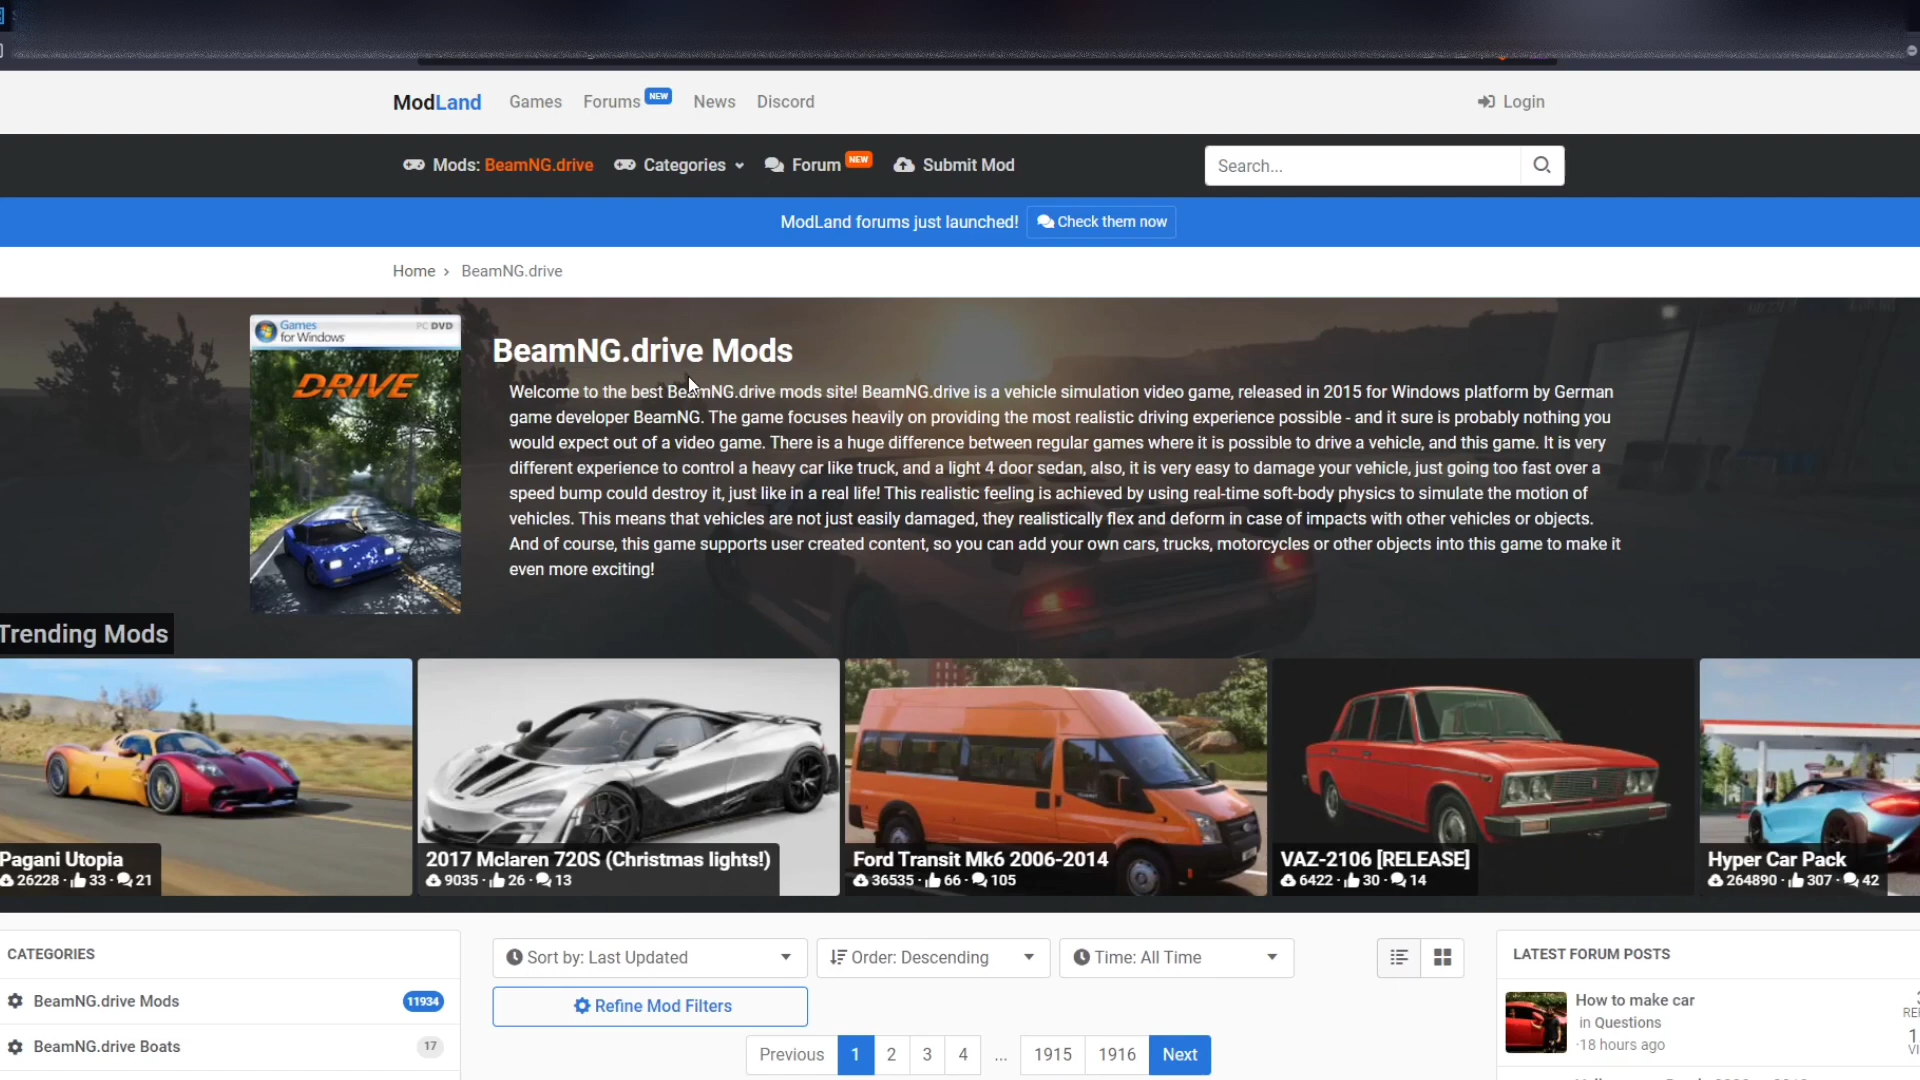 ModLand Games Forums NEW News Discord Login
Mods: BeamNG.drive Categories Forum NEW Submit Mod Search...
ModLand forums just launched! Check them now
Home › BeamNG.drive
Games for Windows PC DVD
DRIVE
BeamNG.drive Mods
Welcome to the best BeamNG.drive mods site! BeamNG.drive is a vehicle simulation video game, released in 2015 for Windows platform by German
game developer BeamNG. The game focuses heavily on providing the most realistic driving experience possible - and it sure is probably nothing you
would expect out of a video game. There is a huge difference between regular games where it is possible to drive a vehicle, and this game. It is very
different experience to control a heavy car like truck, and a light 4 door sedan, also, it is very easy to damage your vehicle, just going too fast over a
speed bump could destroy it, just like in a real life! This realistic feeling is achieved by using real-time soft-body physics to simulate the motion of
vehicles. This means that vehicles are not just easily damaged, they realistically flex and deform in case of impacts with other vehicles or objects.
And of course, this game supports user created content, so you can add your own cars, trucks, motorcycles or other objects into this game to make it
even more exciting!
Trending Mods
Pagani Utopia
26228 · 33 · 21
2017 Mclaren 720S (Christmas lights!)
9035 · 26 · 13
Ford Transit Mk6 2006-2014
36535 · 66 · 105
VAZ-2106 [RELEASE]
6422 · 30 · 14
Hyper Car Pack
264890 · 307 · 42
CATEGORIES
BeamNG.drive Mods 11934
BeamNG.drive Boats 17
Sort by: Last Updated Order: Descending Time: All Time
Refine Mod Filters
Previous 1 2 3 4 ... 1915 1916 Next
LATEST FORUM POSTS
How to make car
in Questions
·18 hours ago